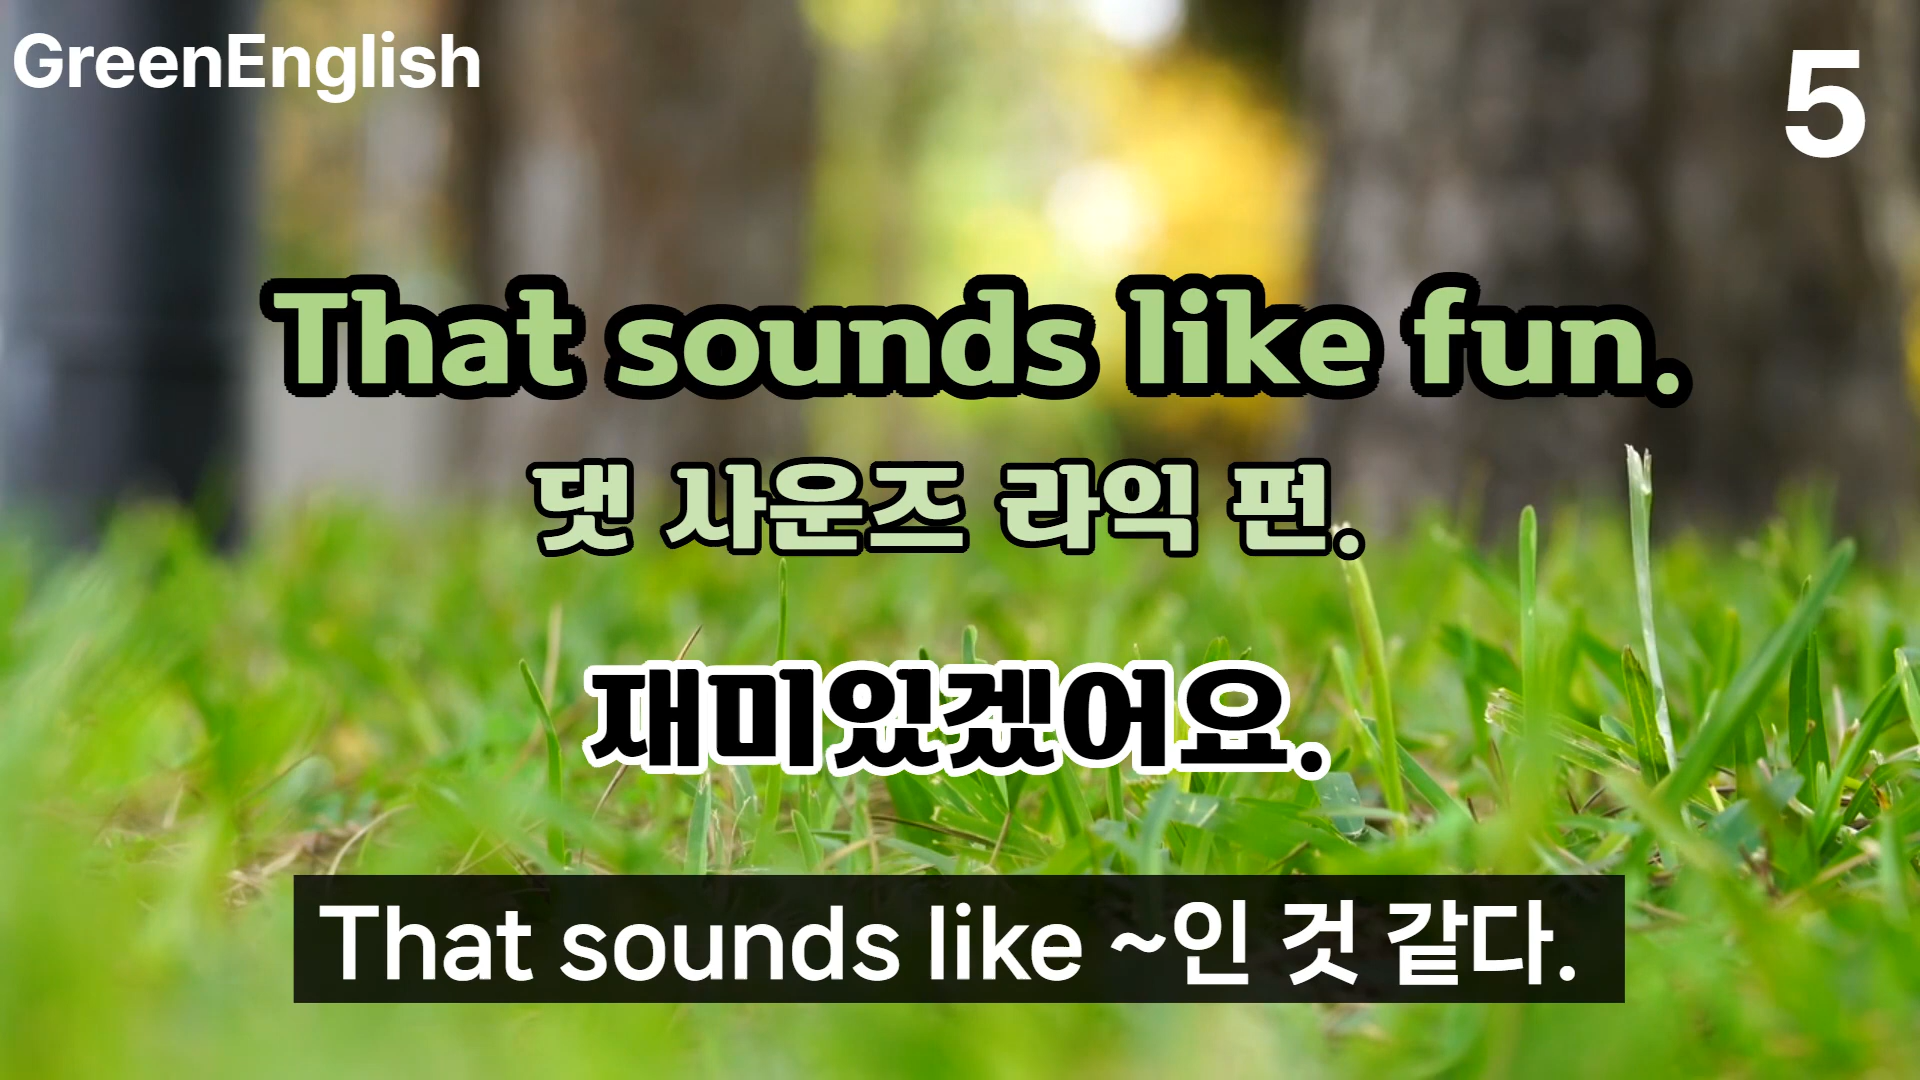 GreenEnglish
5
That sounds like fun.
댓 사운즈 라익 펀.
재미있겠어요.
That sounds like ~인 것 같다.